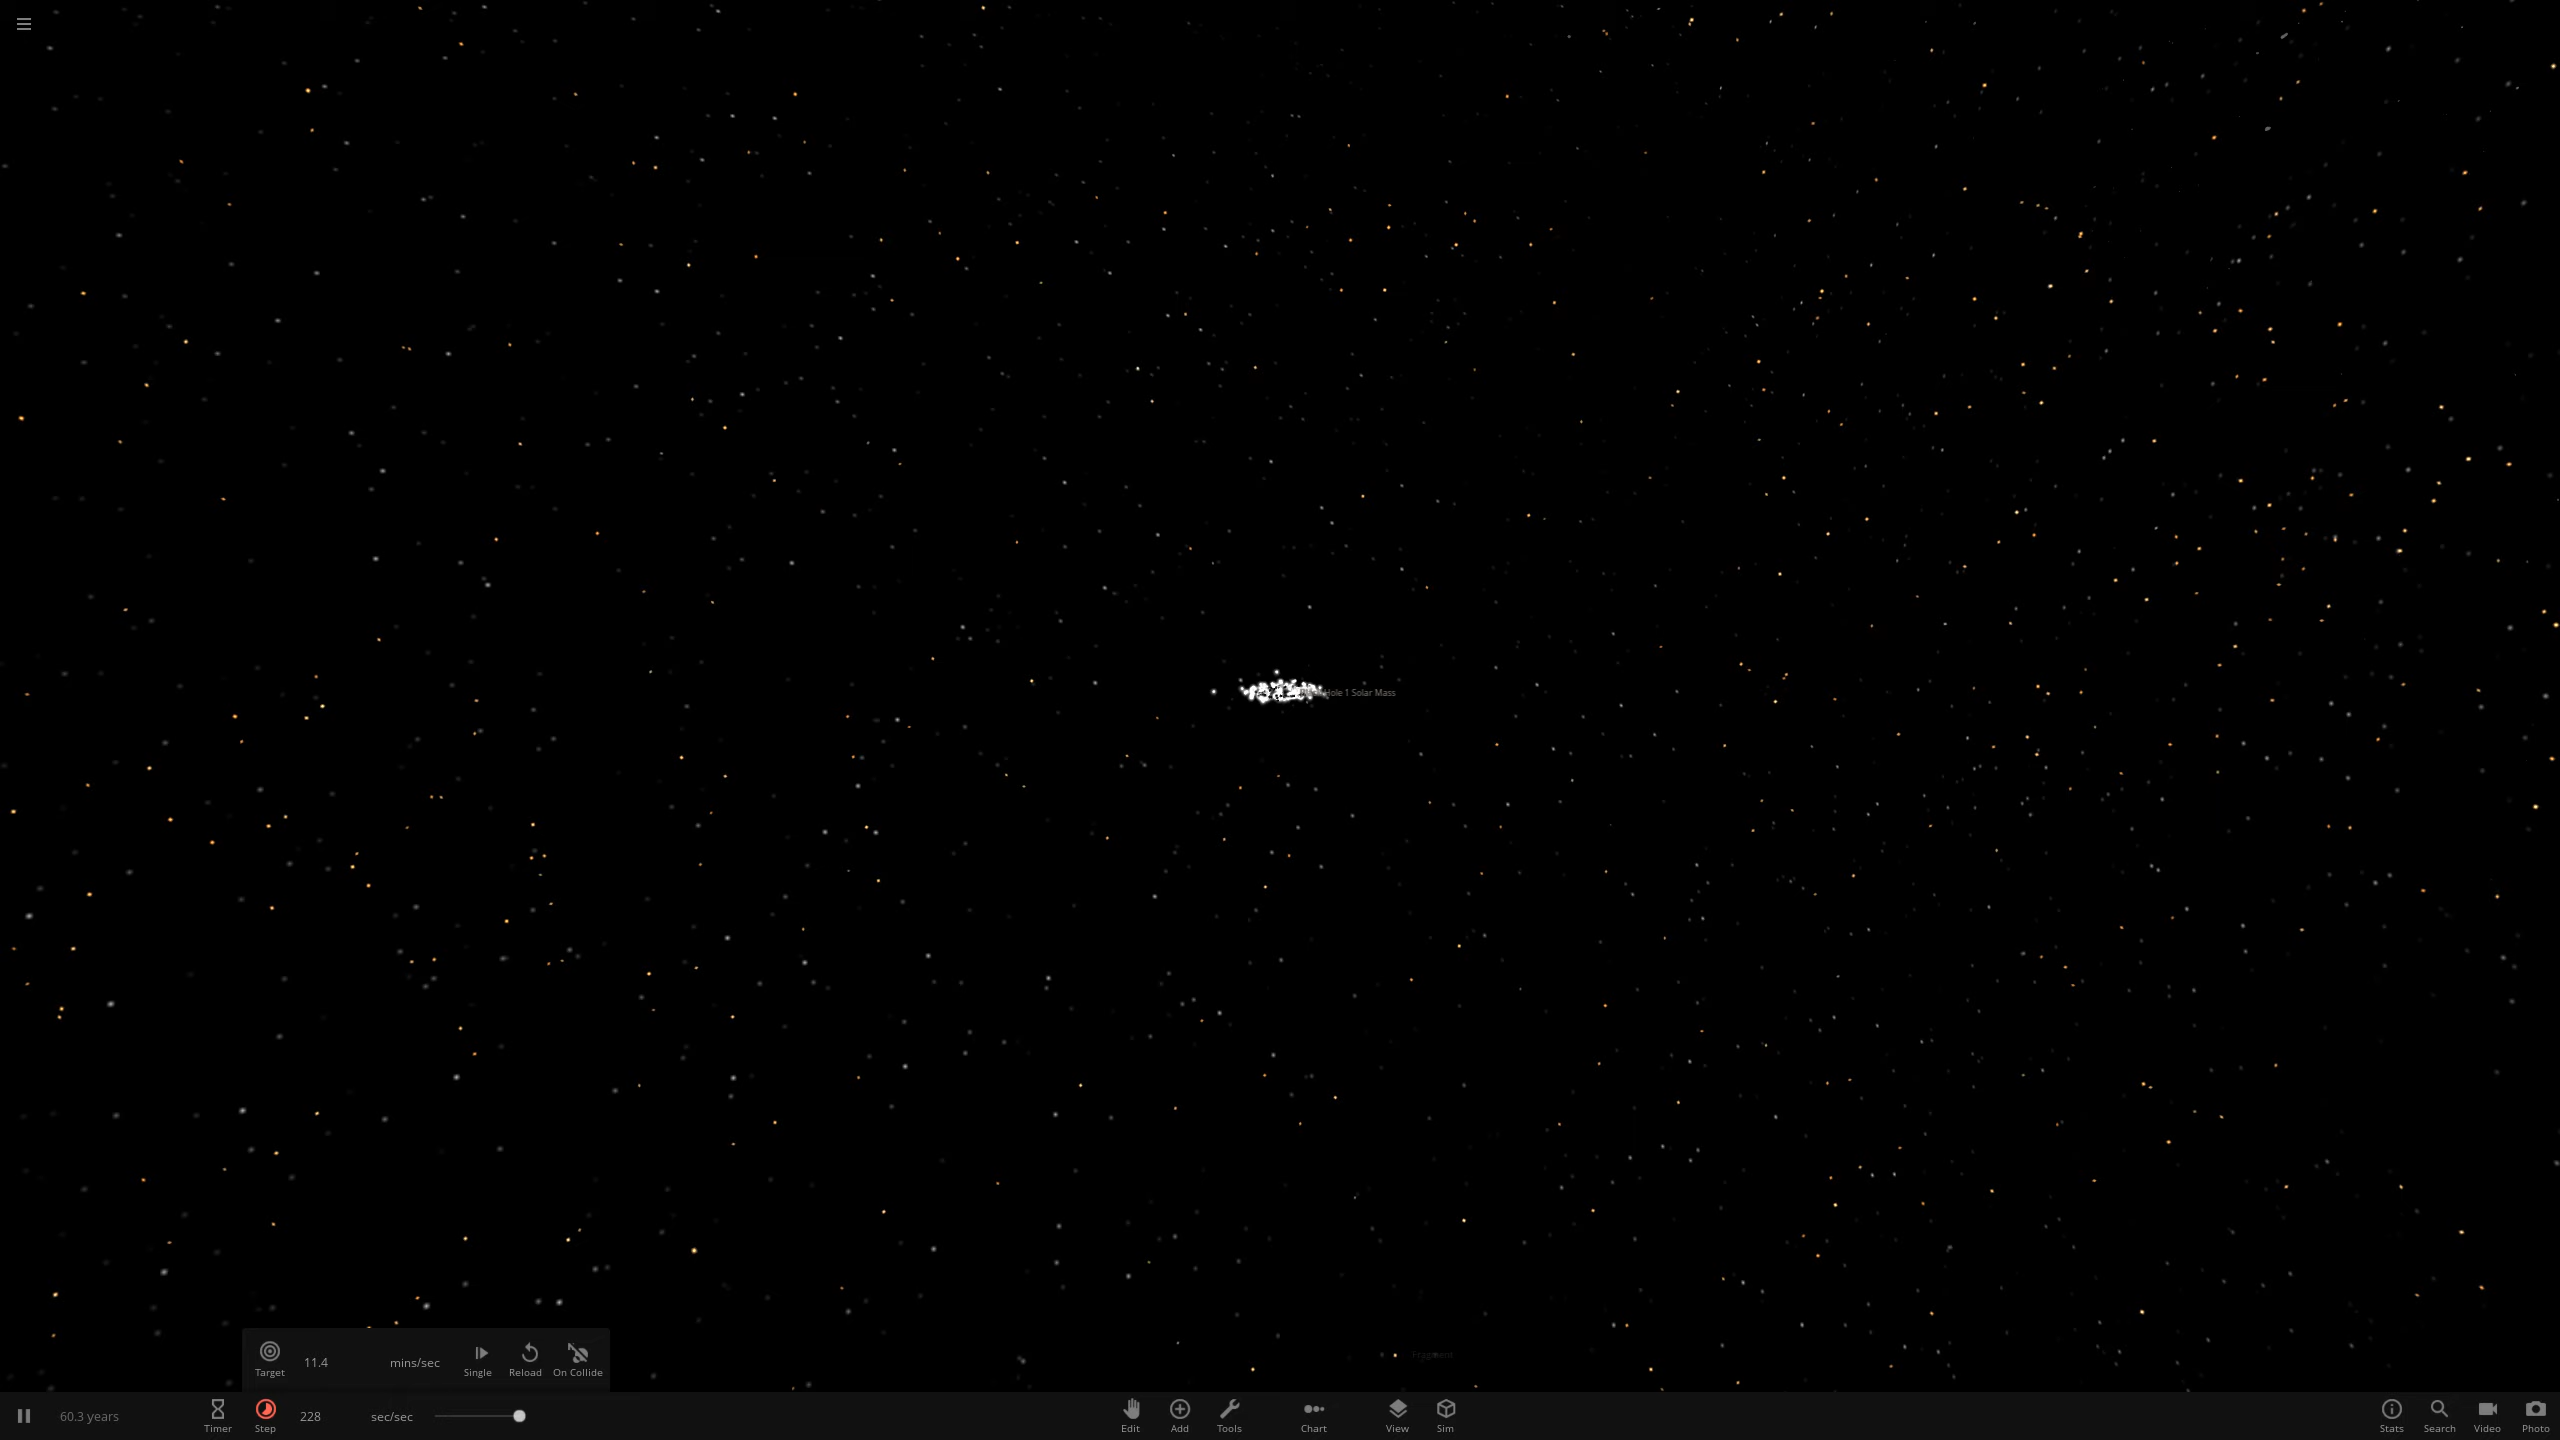 Hole 1 Solar Mass
Fragment
Target
11.4
mins/sec
Single
Reload
On Collide
60.3 years
Timer
Step
228
sec/sec
Edit
Add
Tools
Chart
View
Sim
Stats
Search
Video
Photo